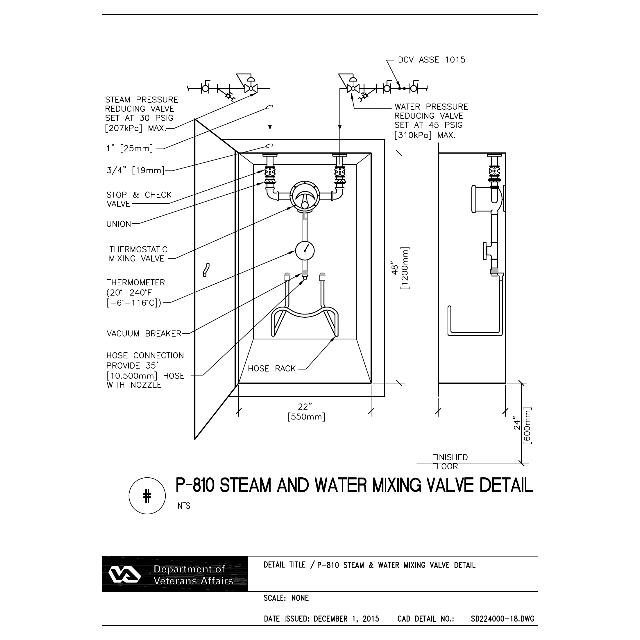 DCV ASSE 1015
STEAM PRESSURE
REDUCING VALVE
SET AT 30 PSIG
[207kPa] MAX.
WATER PRESSURE
REDUCING VALVE
SET AT 45 PSIG
[310kPa] MAX.
1" [25mm]
3/4" [19mm]
STOP & CHECK
VALVE
UNION
THERMOSTATIC
MIXING VALVE
THERMOMETER
(20°-240°F
[-6°-116°C])
VACUUM BREAKER
HOSE CONNECTION
PROVIDE 35'
[10,500mm] HOSE
WITH NOZZLE
HOSE RACK
48"
[1200mm]
22"
[550mm]
24"
[600mm]
FINISHED
FLOOR
#
P-810 STEAM AND WATER MIXING VALVE DETAIL
NTS
Department of
Veterans Affairs
DETAIL TITLE / P-810 STEAM & WATER MIXING VALVE DETAIL
SCALE: NONE
DATE ISSUED: DECEMBER 1, 2015 CAD DETAIL NO.: SD224000-18.DWG